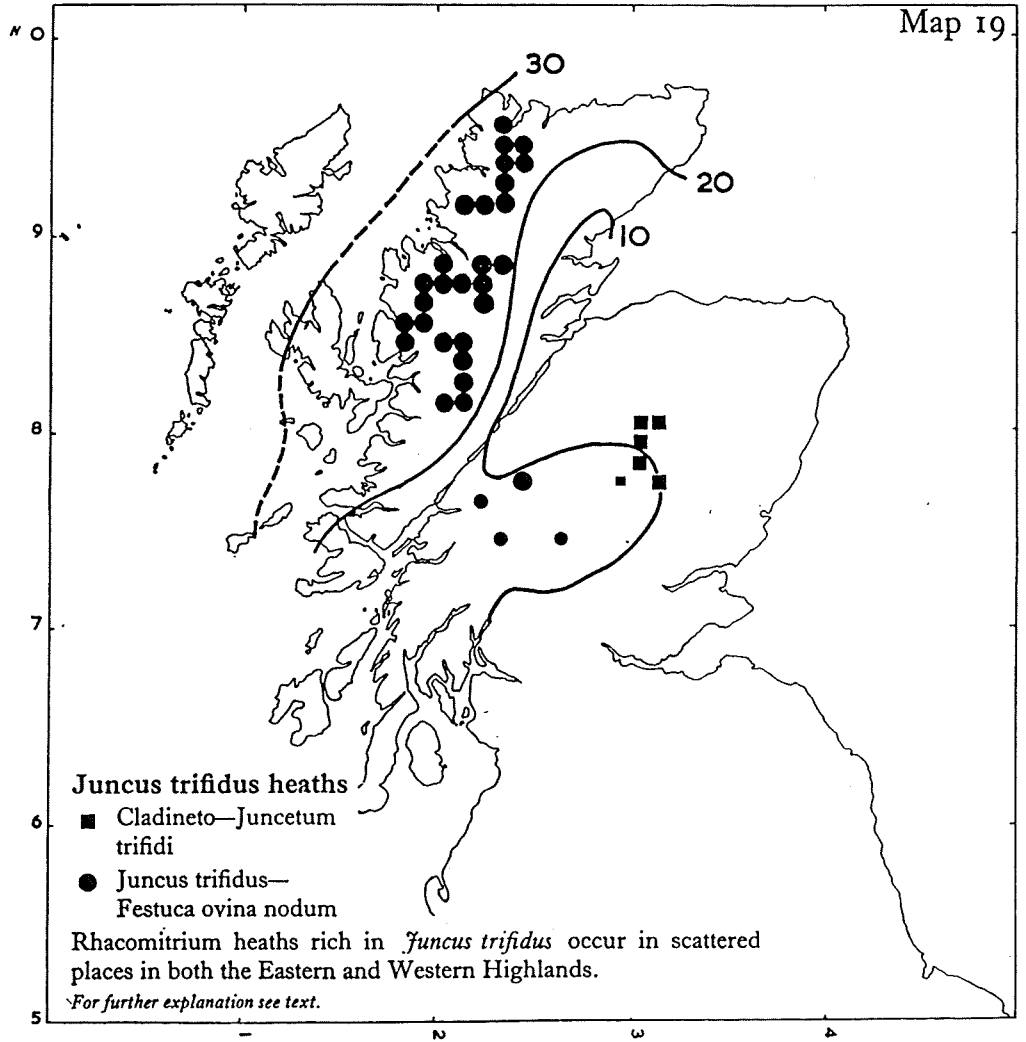 Map 19
N 0
30
20
10
9
8
7
6
5
1
2
3
4
Juncus trifidus heaths
Cladineto—Juncetum
trifidi
Juncus trifidus—
Festuca ovina nodum
Rhacomitrium heaths rich in Juncus trifidus occur in scattered
places in both the Eastern and Western Highlands.
For further explanation see text.